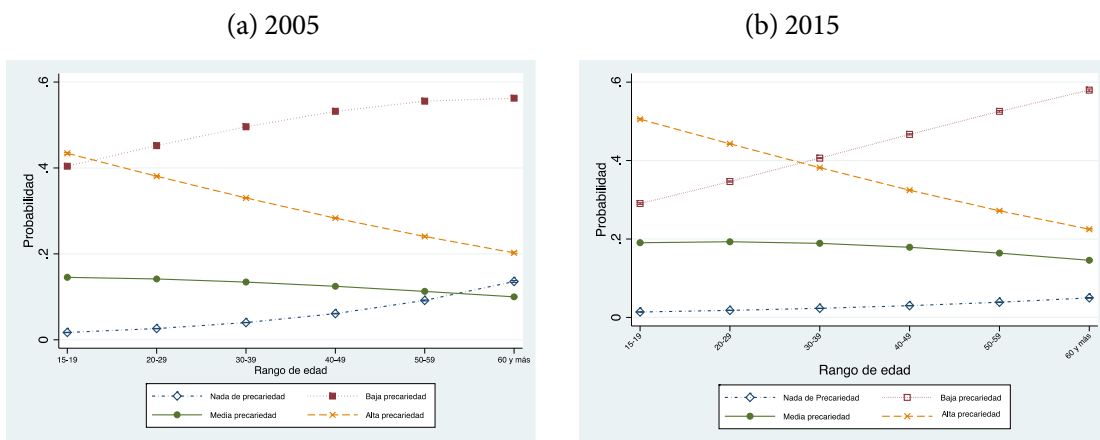 (a) 2005
Probabilidad
.6
.4
.2
0
15-19
20-29
30-39
40-49
50-59
60 y más
Rango de edad
Nada de precariedad
Baja precariedad
Media precariedad
Alta precariedad
(b) 2015
Probabilidad
.6
.4
.2
0
15-19
20-29
30-39
40-49
50-59
60 y más
Rango de edad
Nada de Precariedad
Baja precariedad
Media precariedad
Alta precariedad